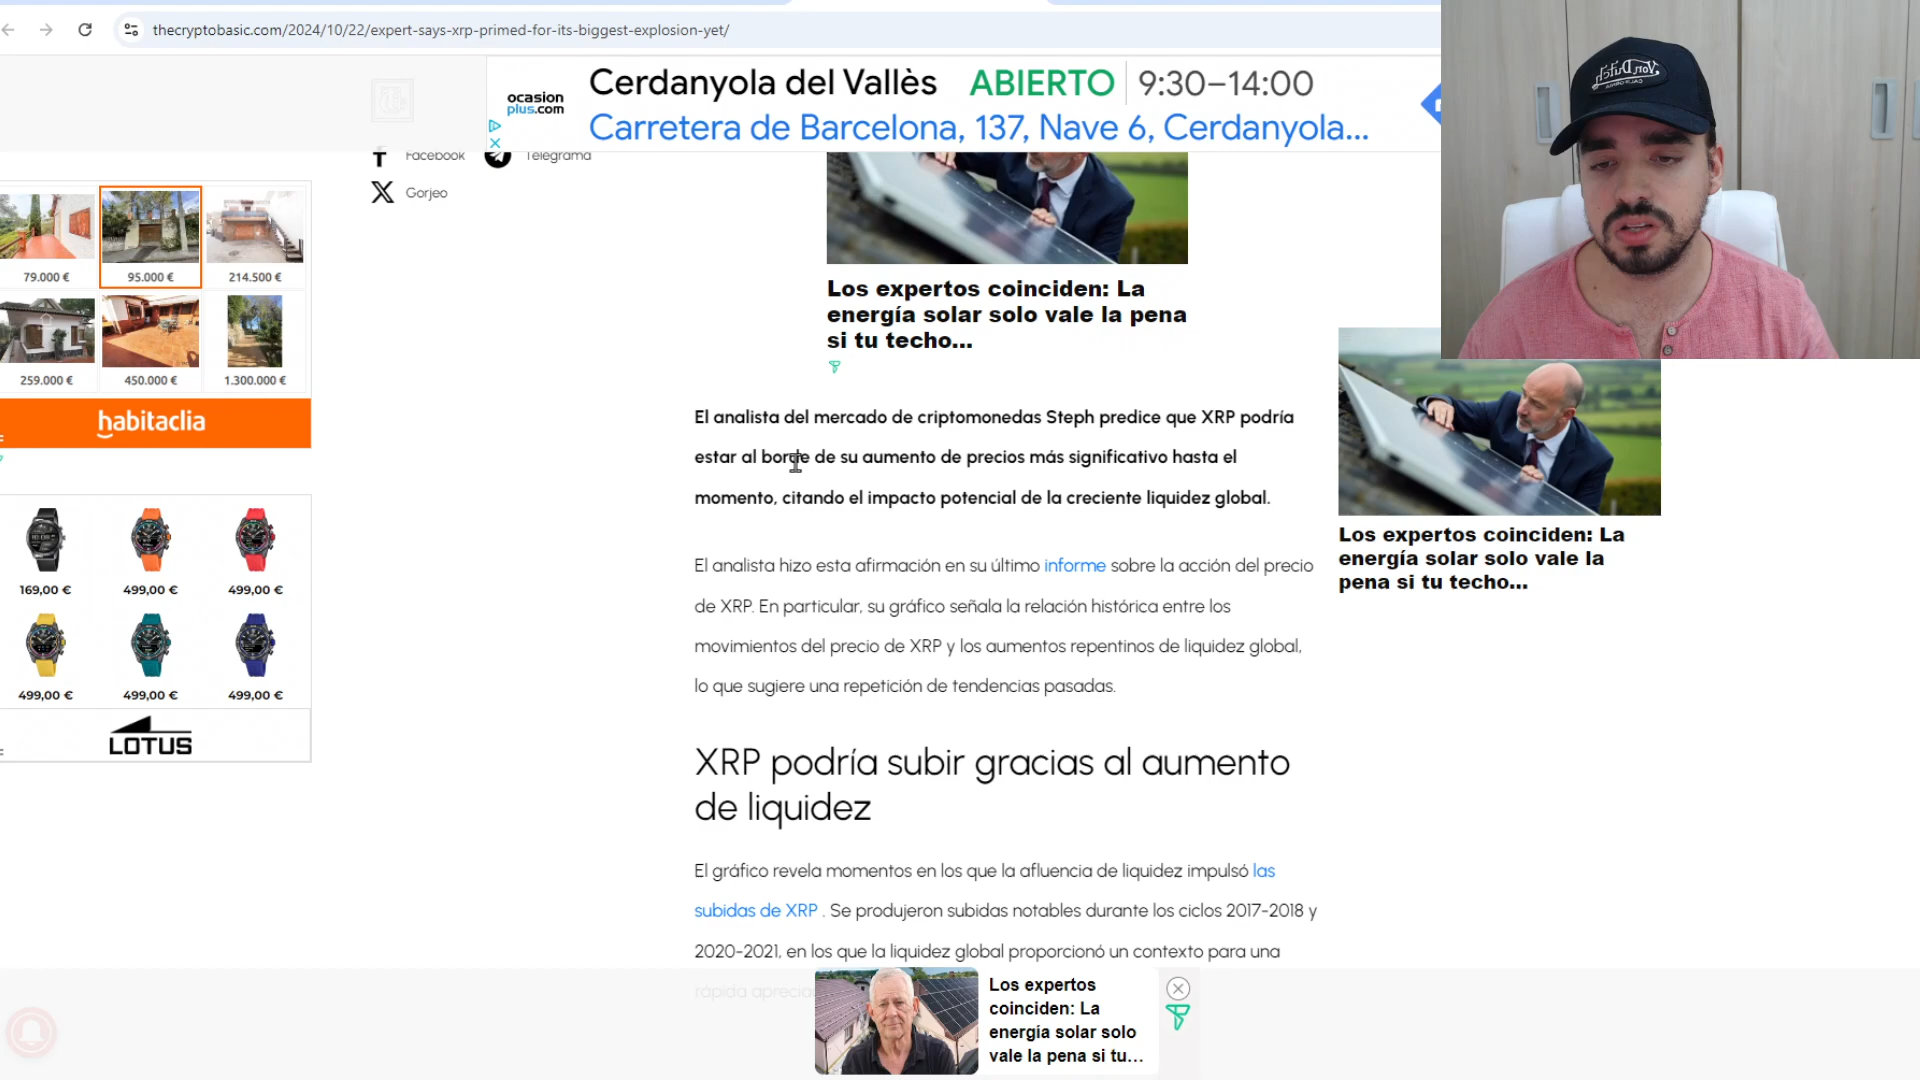 thecryptobasic.com/2024/10/22/expert-says-xrp-primed-for-its-biggest-explosion-yet/
ocasion
plus.com
Cerdanyola del Vallès ABIERTO 9:30–14:00
Carretera de Barcelona, 137, Nave 6, Cerdanyola...
Von Dutch
Facebook
Telegrama
Gorjeo
79.000 €
95.000 €
214.500 €
259.000 €
450.000 €
1.300.000 €
habitaclia
169,00 €
499,00 €
499,00 €
499,00 €
499,00 €
499,00 €
LOTUS
Los expertos coinciden: La
energía solar solo vale la pena
si tu techo...
El analista del mercado de criptomonedas Steph predice que XRP podría
estar al borde de su aumento de precios más significativo hasta el
momento, citando el impacto potencial de la creciente liquidez global.
El analista hizo esta afirmación en su último informe sobre la acción del precio
de XRP. En particular, su gráfico señala la relación histórica entre los
movimientos del precio de XRP y los aumentos repentinos de liquidez global,
lo que sugiere una repetición de tendencias pasadas.
XRP podría subir gracias al aumento
de liquidez
El gráfico revela momentos en los que la afluencia de liquidez impulsó las
subidas de XRP . Se produjeron subidas notables durante los ciclos 2017-2018 y
2020-2021, en los que la liquidez global proporcionó un contexto para una
rápida
Los expertos coinciden: La
energía solar solo vale la
pena si tu techo...
Los expertos
coinciden: La
energía solar solo
vale la pena si tu...